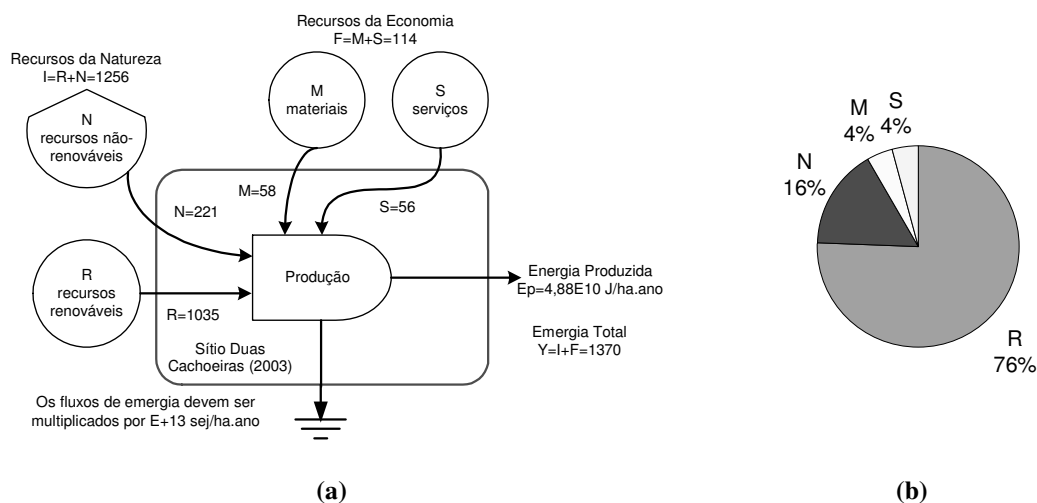 Recursos da Economia
F=M+S=114
Recursos da Natureza
I=R+N=1256
M
materiais
S
serviços
N
recursos não-
renováveis
M=58
S=56
N=221
Produção
Energia Produzida
Ep=4,88E10 J/ha.ano
R
recursos
renováveis
R=1035
Emergia Total
Y=I+F=1370
Sítio Duas
Cachoeiras (2003)
Os fluxos de emergia devem ser
multiplicados por E+13 sej/ha.ano
(a)
M
4%
S
4%
N
16%
R
76%
(b)